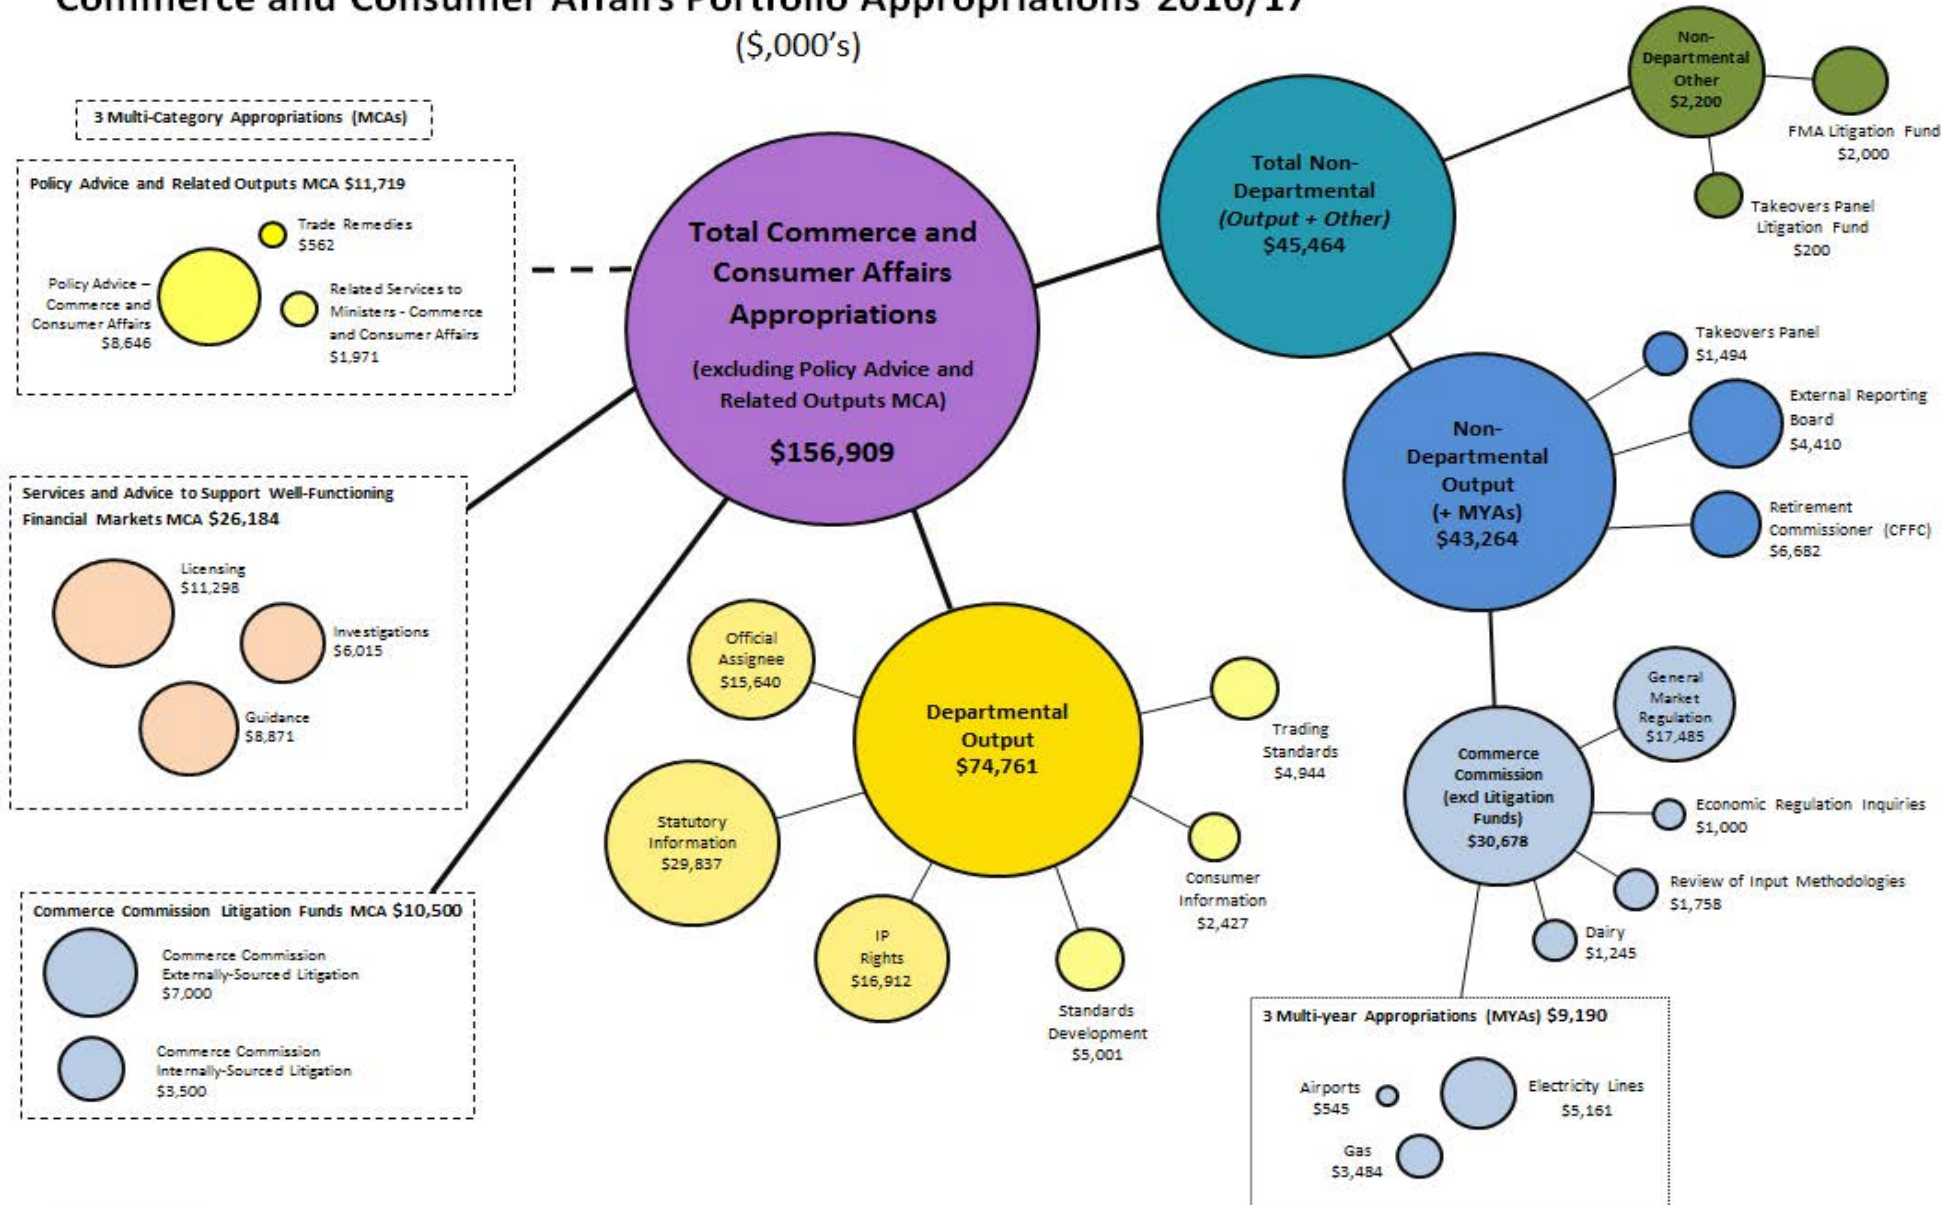 Commerce and Consumer Affairs Portfolio Appropriations 2016/17
($,000's)
3 Multi-Category Appropriations (MCAs)
Policy Advice and Related Outputs MCA $11,719
Trade Remedies
$562
Policy Advice –
Commerce and
Consumer Affairs
$8,646
Related Services to
Ministers - Commerce
and Consumer Affairs
$1,971
Services and Advice to Support Well-Functioning
Financial Markets MCA $26,184
Licensing
$11,298
Investigations
$6,015
Guidance
$8,871
Commerce Commission Litigation Funds MCA $10,500
Commerce Commission
Externally-Sourced Litigation
$7,000
Commerce Commission
Internally-Sourced Litigation
$3,500
Total Commerce and
Consumer Affairs
Appropriations
(excluding Policy Advice and
Related Outputs MCA)
$156,909
Departmental
Output
$74,761
Official
Assignee
$15,640
Statutory
Information
$29,837
IP
Rights
$16,912
Standards
Development
$5,001
Consumer
Information
$2,427
Trading
Standards
$4,944
Total Non-
Departmental
(Output + Other)
$45,464
Non-
Departmental
Other
$2,200
FMA Litigation Fund
$2,000
Takeovers Panel
Litigation Fund
$200
Non-
Departmental
Output
(+ MYAs)
$43,264
Takeovers Panel
$1,494
External Reporting
Board
$4,410
Retirement
Commissioner (CFFC)
$6,682
Commerce
Commission
(excl Litigation
Funds)
$30,678
General
Market
Regulation
$17,485
Economic Regulation Inquiries
$1,000
Review of Input Methodologies
$1,758
Dairy
$1,245
3 Multi-year Appropriations (MYAs) $9,190
Airports
$545
Electricity Lines
$5,161
Gas
$3,484